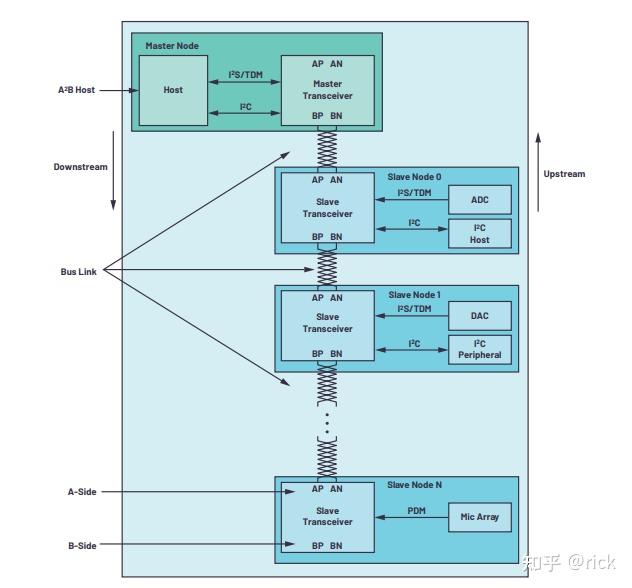 Master Node
AP AN
I²S/TDM
A²B Host
Host
Master
Transceiver
I²C
BP BN
Downstream
Upstream
Slave Node 0
AP AN
I²S/TDM
ADC
Slave
Transceiver
I²C
I²C
Host
BP BN
Bus Link
Slave Node 1
AP AN
I²S/TDM
DAC
Slave
Transceiver
I²C
I²C
Peripheral
BP BN
Slave Node N
A-Side
AP AN
PDM
Mic Array
Slave
Transceiver
B-Side
BP BN
知乎 @rick